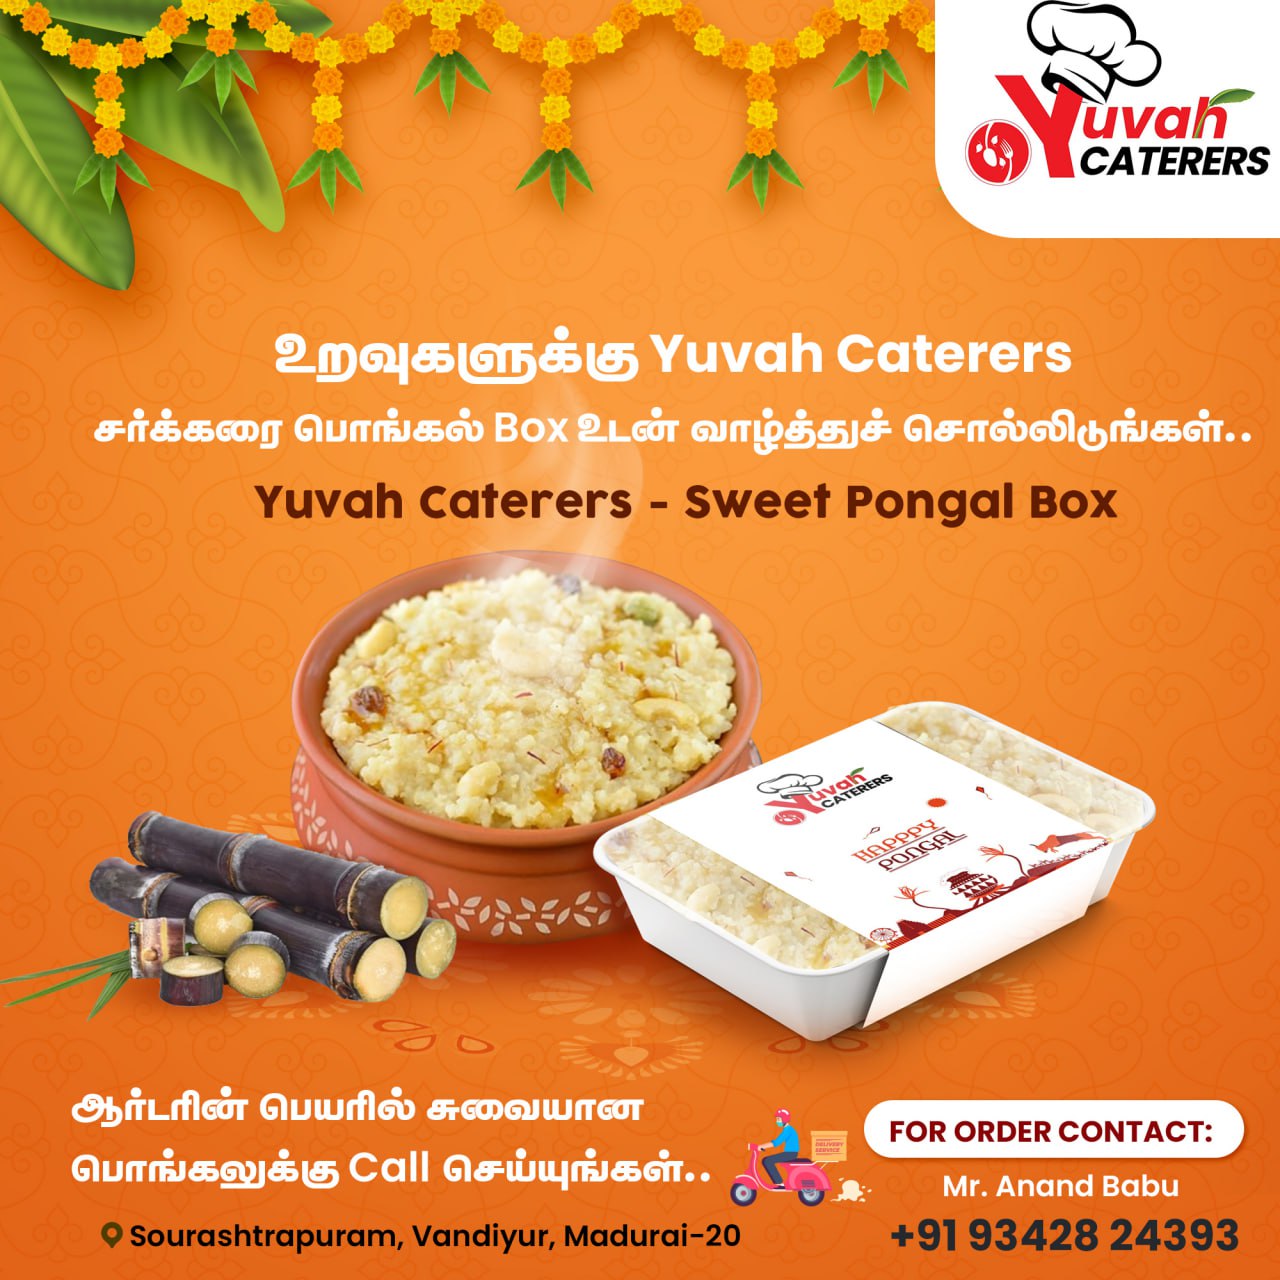 Yuvah
CATERERS
உறவுகளுக்கு Yuvah Caterers
சர்க்கரை பொங்கல் Box உடன் வாழ்த்துச் சொல்லிடுங்கள்..
Yuvah Caterers - Sweet Pongal Box
Yuvah
CATERERS
HAPPPY
PONGAL
ஆர்டரின் பெயரில் சுவையான
பொங்கலுக்கு Call செய்யுங்கள்..
DELIVERY
SERVICE
Sourashtrapuram, Vandiyur, Madurai-20
FOR ORDER CONTACT:
Mr. Anand Babu
+91 93428 24393